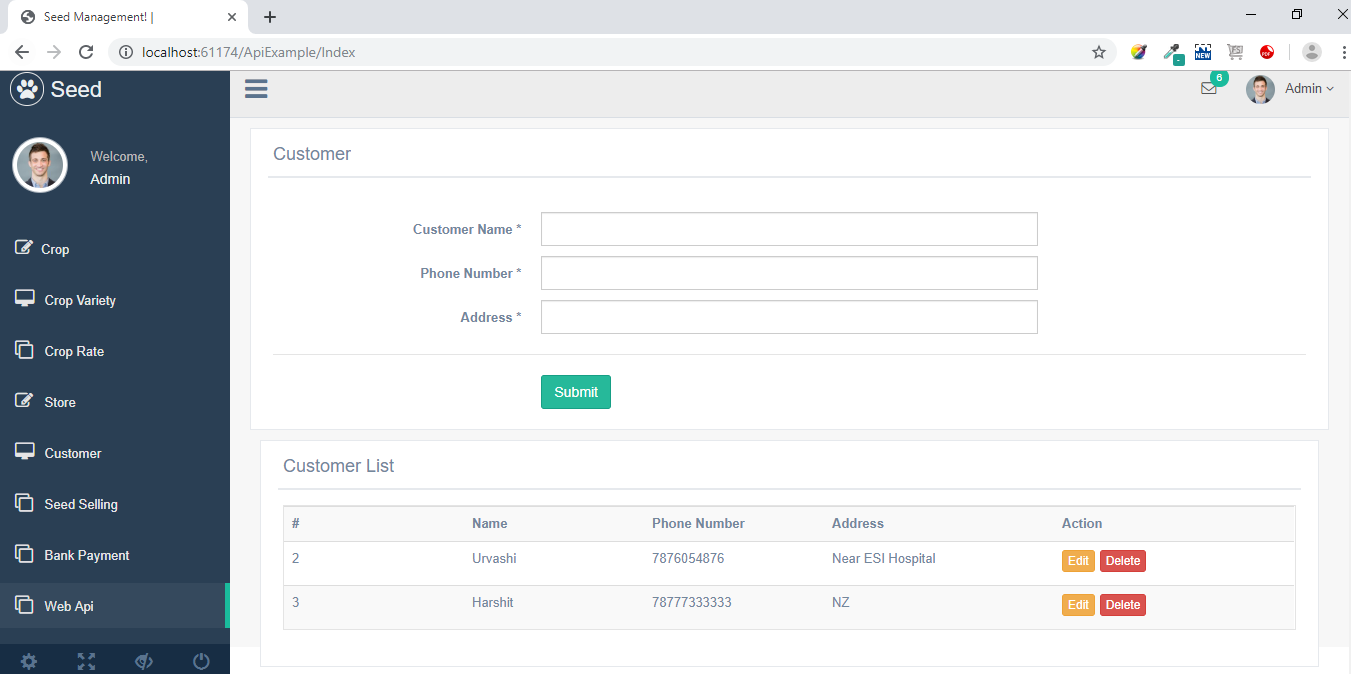 Seed Management! |
localhost:61174/ApiExample/Index
NEW
PDF
Seed
6
Admin
Welcome,
Admin
Crop
Crop Variety
Crop Rate
Store
Customer
Seed Selling
Bank Payment
Web Api
Customer
Customer Name *
Phone Number *
Address *
Submit
Customer List
# Name Phone Number Address Action
2 Urvashi 7876054876 Near ESI Hospital Edit Delete
3 Harshit 78777333333 NZ Edit Delete